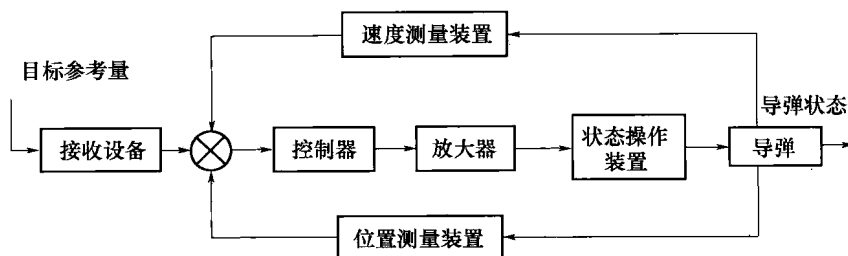 速度测量装置
目标参考量
导弹状态
接收设备
控制器
放大器
状态操作
装置
导弹
位置测量装置